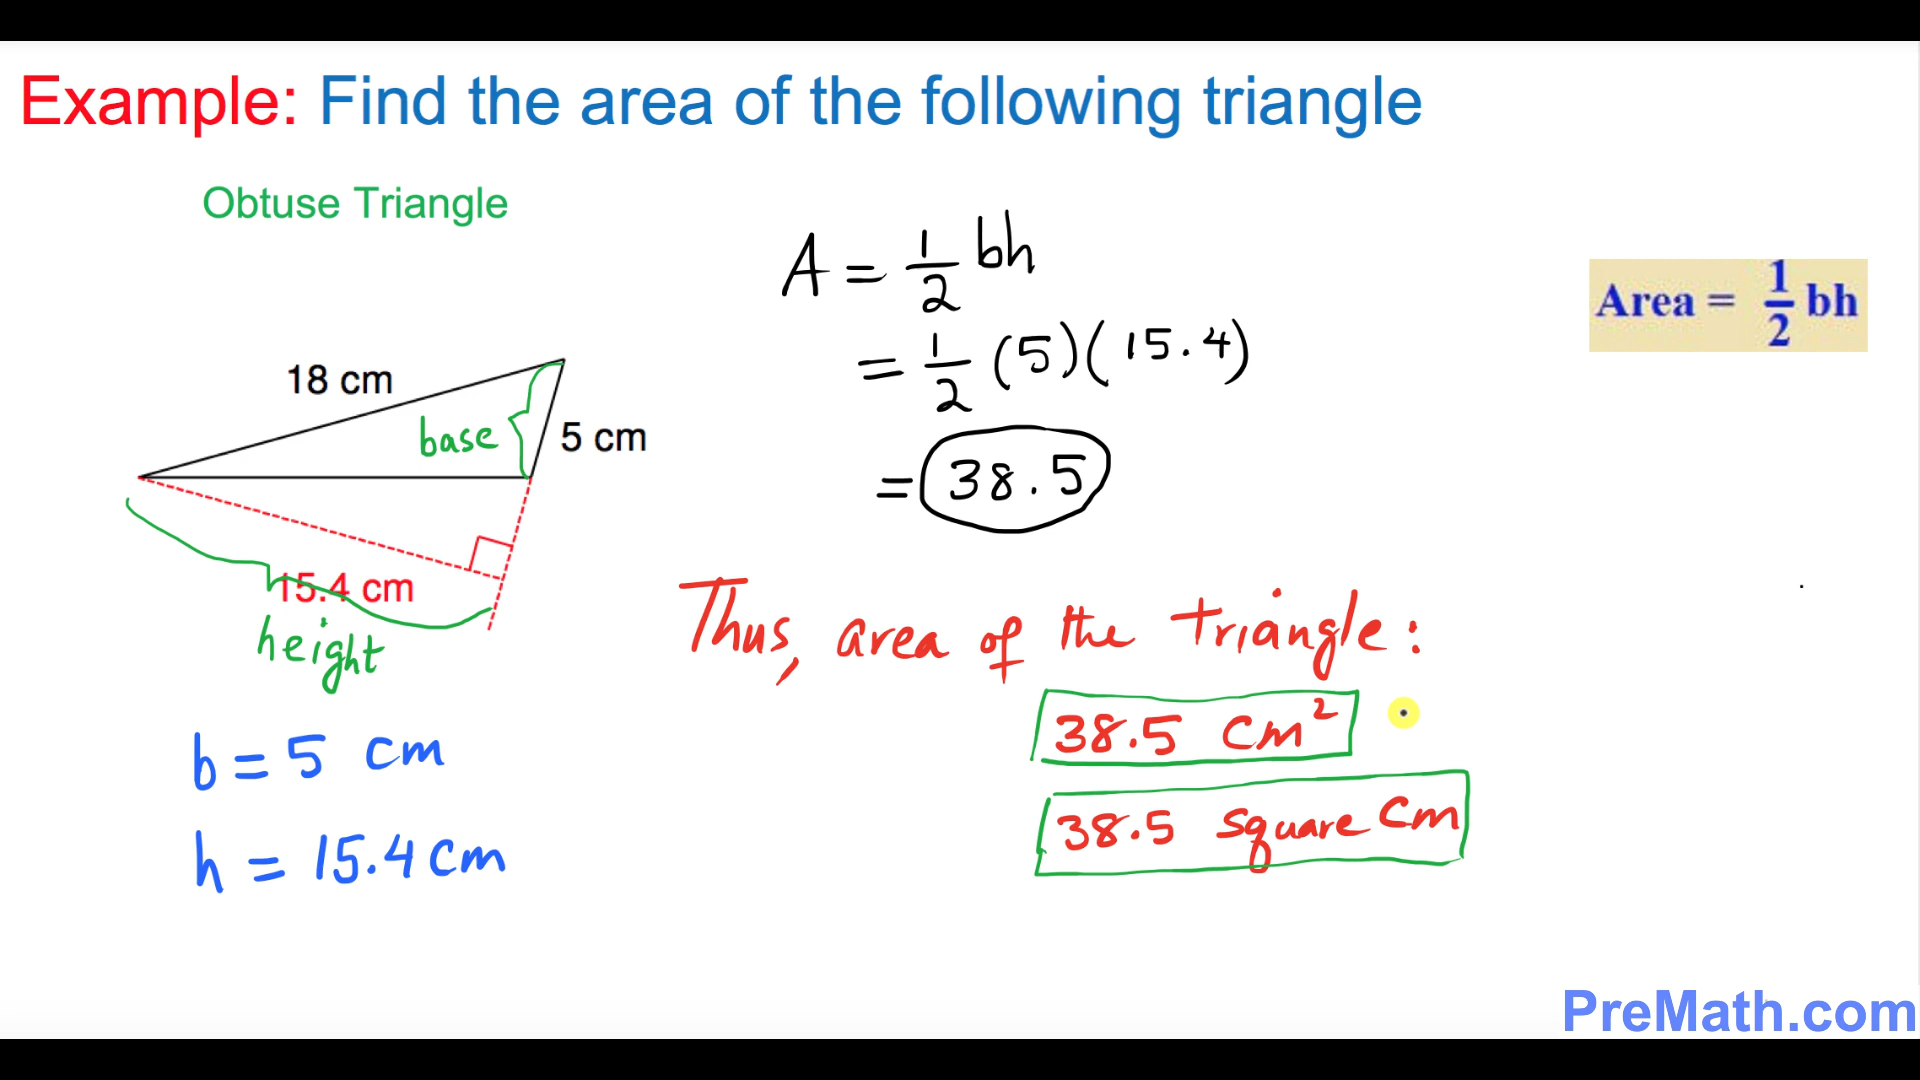 Example: Find the area of the following triangle
Obtuse Triangle
18 cm
base
5 cm
15.4 cm
height
b = 5 cm
h = 15.4 cm
A = 1/2 bh
= 1/2 (5)(15.4)
= 38.5
Area = 1/2 bh
Thus, area of the triangle:
38.5 cm²
38.5 square cm
PreMath.com